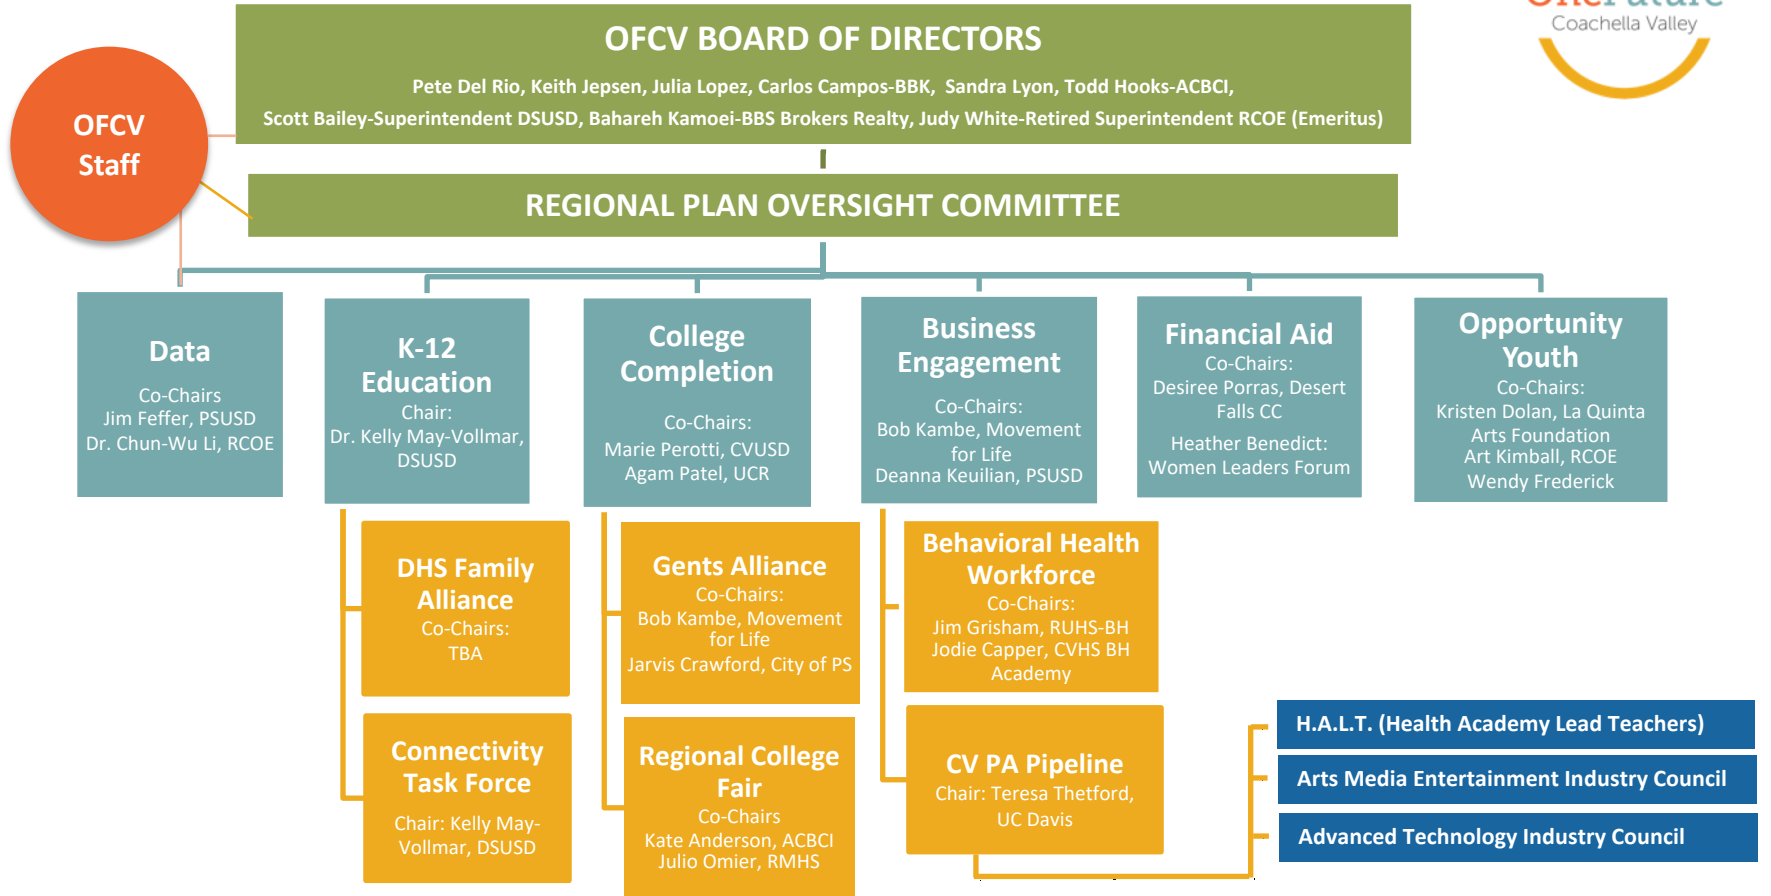 OneFuture
Coachella Valley
OFCV BOARD OF DIRECTORS
Pete Del Rio, Keith Jepsen, Julia Lopez, Carlos Campos-BBK, Sandra Lyon, Todd Hooks-ACBCI,
Scott Bailey-Superintendent DSUSD, Bahareh Kamoei-BBS Brokers Realty, Judy White-Retired Superintendent RCOE (Emeritus)
OFCV
Staff
REGIONAL PLAN OVERSIGHT COMMITTEE
Data
Co-Chairs
Jim Feffer, PSUSD
Dr. Chun-Wu Li, RCOE
K-12
Education
Chair:
Dr. Kelly May-Vollmar,
DSUSD
College
Completion
Co-Chairs:
Marie Perotti, CVUSD
Agam Patel, UCR
Business
Engagement
Co-Chairs:
Bob Kambe, Movement
for Life
Deanna Keuilian, PSUSD
Financial Aid
Co-Chairs:
Desiree Porras, Desert
Falls CC
Heather Benedict:
Women Leaders Forum
Opportunity
Youth
Co-Chairs:
Kristen Dolan, La Quinta
Arts Foundation
Art Kimball, RCOE
Wendy Frederick
DHS Family
Alliance
Co-Chairs:
TBA
Connectivity
Task Force
Chair: Kelly May-
Vollmar, DSUSD
Gents Alliance
Co-Chairs:
Bob Kambe, Movement
for Life
Jarvis Crawford, City of PS
Regional College
Fair
Co-Chairs
Kate Anderson, ACBCI
Julio Omier, RMHS
Behavioral Health
Workforce
Co-Chairs:
Jim Grisham, RUHS-BH
Jodie Capper, CVHS BH
Academy
CV PA Pipeline
Chair: Teresa Thetford,
UC Davis
H.A.L.T. (Health Academy Lead Teachers)
Arts Media Entertainment Industry Council
Advanced Technology Industry Council